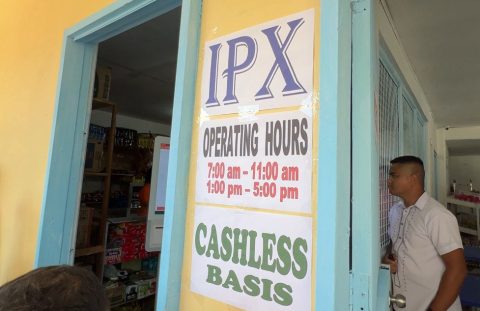 IPX
OPERATING HOURS
7:00 am – 11:00 am
1:00 pm – 5:00 pm
CASHLESS
BASIS